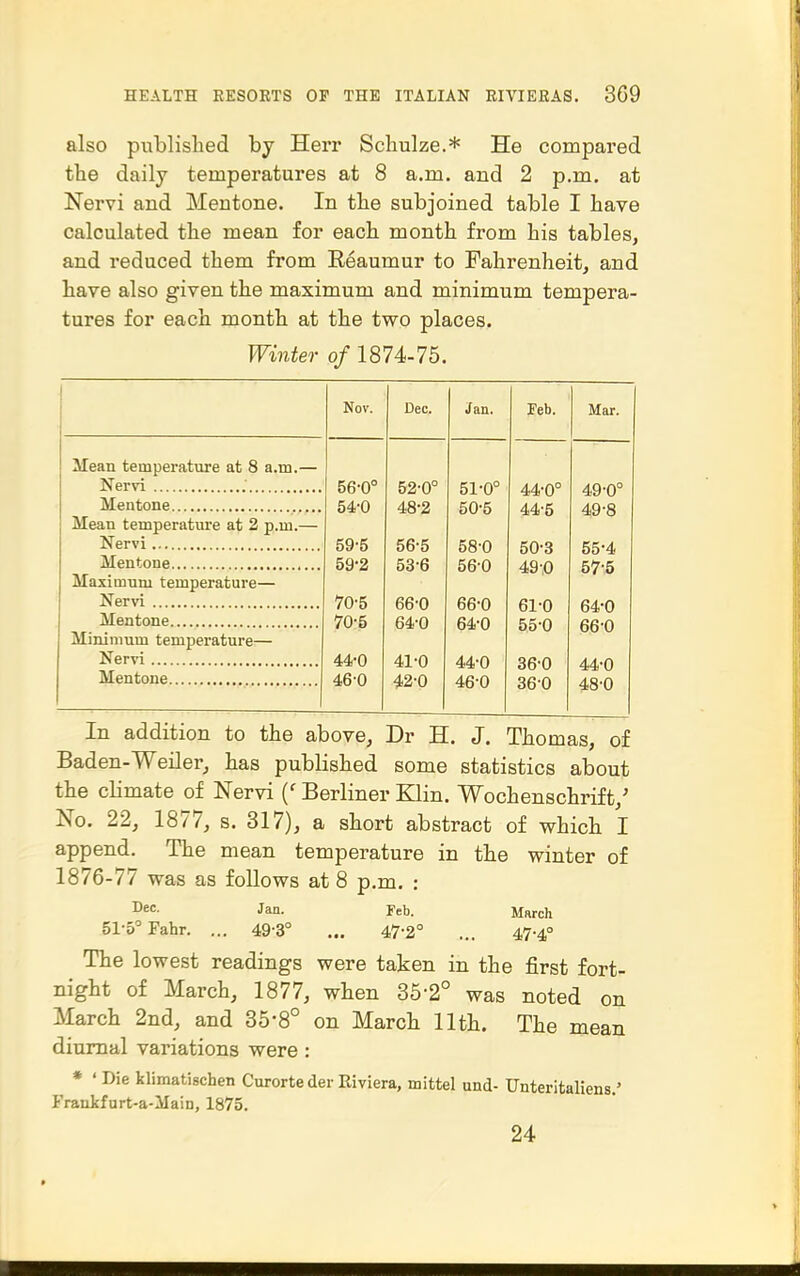 HEALTH RESORTS OF THE ITALIAN RIVIERAS. 369
also published by Herr Schulze.* He compared
the daily temperatures at 8 a.m. and 2 p.m. at
Nervi and Mentone. In the subjoined table I have
calculated the mean for each month from his tables,
and reduced them from Réaumur to Fahrenheit, and
have also given the maximum and minimum tempera-
tures for each month at the two places.
Winter of 1874-75.
Nov. Dec. Jan. Feb. Mar.
Mean temperature at 8 a.m.—
Nervi ........................ 56·0° 52·0° 51·0° 44·0° 49·0°
Mentone........................ 54·0 48·2 50·5 44·5 49·8
Mean temperature at 2 p.m.—
Nervi ........................ 59·5 56·5 58·0 50·3 55·4
Mentone........................ 59·2 53·6 56·0 49·0 57·5
Maximum temperature—
Nervi ........................ 70·5 66·0 66·0 61·0 64·0
Mentone........................ 70·5 64·0 64·0 55·0 66·0
Minimum temperature—
Nervi ........................ 44·0 41·0 44·0 36·0 44·0
Mentone........................ 46·0 42·0 46·0 36·0 48·0
In addition to the above, Dr H. J. Thomas, of
Baden-Weiler, has published some statistics about
the climate of Nervi (‘Berliner Klin. Wochenschrift,’
No. 22, 1877, s. 317), a short abstract of which I
append. The mean temperature in the winter of
1876-77 was as follows at 8 p.m. :
Dec. Jan. Feb. March
51·5° Fahr. ... 49·3° ... 47·2° ... 47·4°
The lowest readings were taken in the first fort-
night of March, 1877, when 35·2° was noted on
March 2nd, and 35·8° on March 11th. The mean
diurnal variations were :
* ‘Die klimatischen Curorte der Riviera, mittel und- Unteritaliens.’
Frankfurt-a-Main, 1875.
24